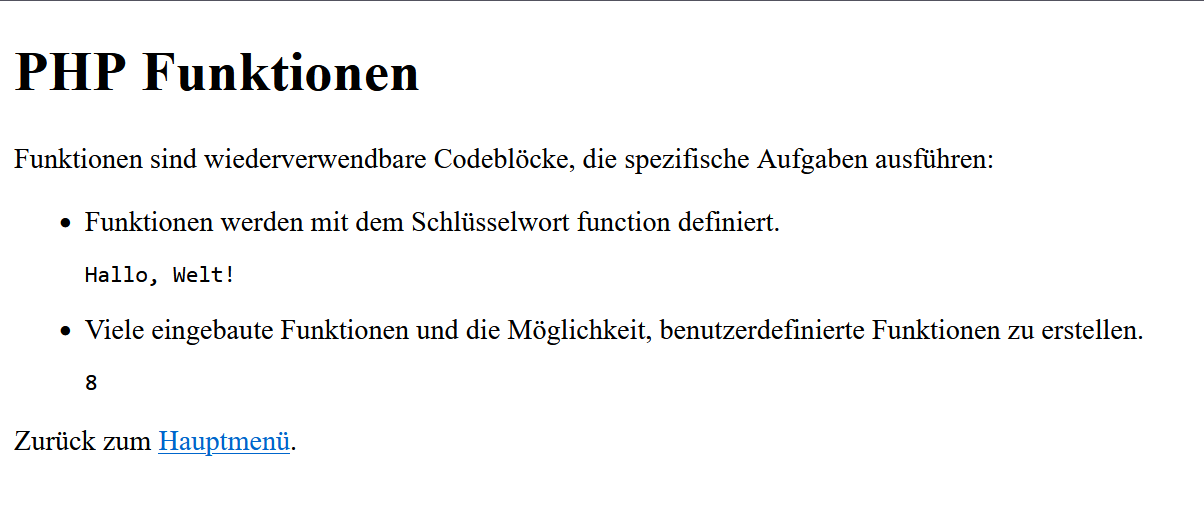 PHP Funktionen
Funktionen sind wiederverwendbare Codeblöcke, die spezifische Aufgaben ausführen:
• Funktionen werden mit dem Schlüsselwort function definiert.
Hallo, Welt!
• Viele eingebaute Funktionen und die Möglichkeit, benutzerdefinierte Funktionen zu erstellen.
8
Zurück zum Hauptmenü.